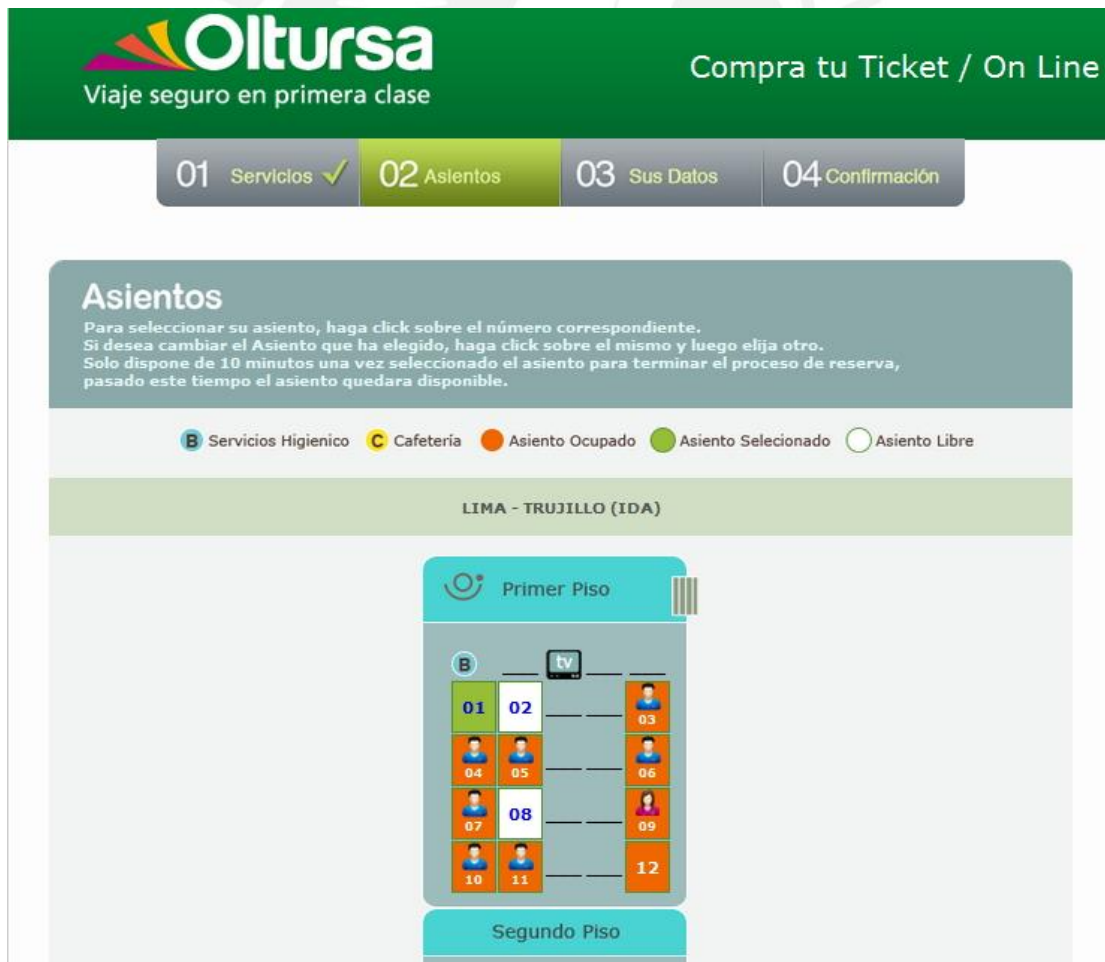 Oltursa
Viaje seguro en primera clase
Compra tu Ticket / On Line
01 Servicios 02 Asientos 03 Sus Datos 04 Confirmación
Asientos
Para seleccionar su asiento, haga click sobre el número correspondiente.
Si desea cambiar el Asiento que ha elegido, haga click sobre el mismo y luego elija otro.
Solo dispone de 10 minutos una vez seleccionado el asiento para terminar el proceso de reserva,
pasado este tiempo el asiento quedara disponible.
B Servicios Higienico C Cafetería Asiento Ocupado Asiento Selecionado Asiento Libre
LIMA - TRUJILLO (IDA)
Primer Piso
B tv
01 02 03
04 05 06
07 08 09
10 11 12
Segundo Piso